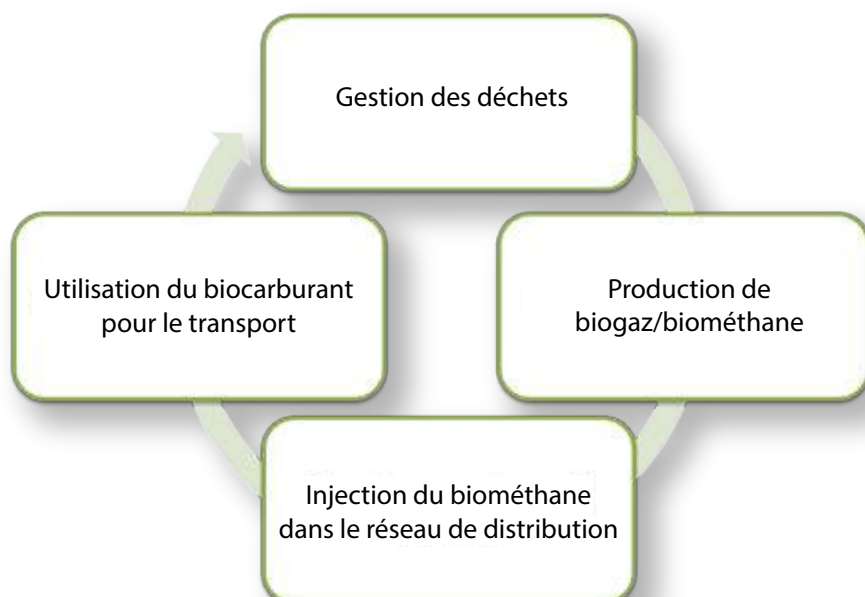 Gestion des déchets
Utilisation du biocarburant
pour le transport
Production de
biogaz/biométhane
Injection du biométhane
dans le réseau de distribution